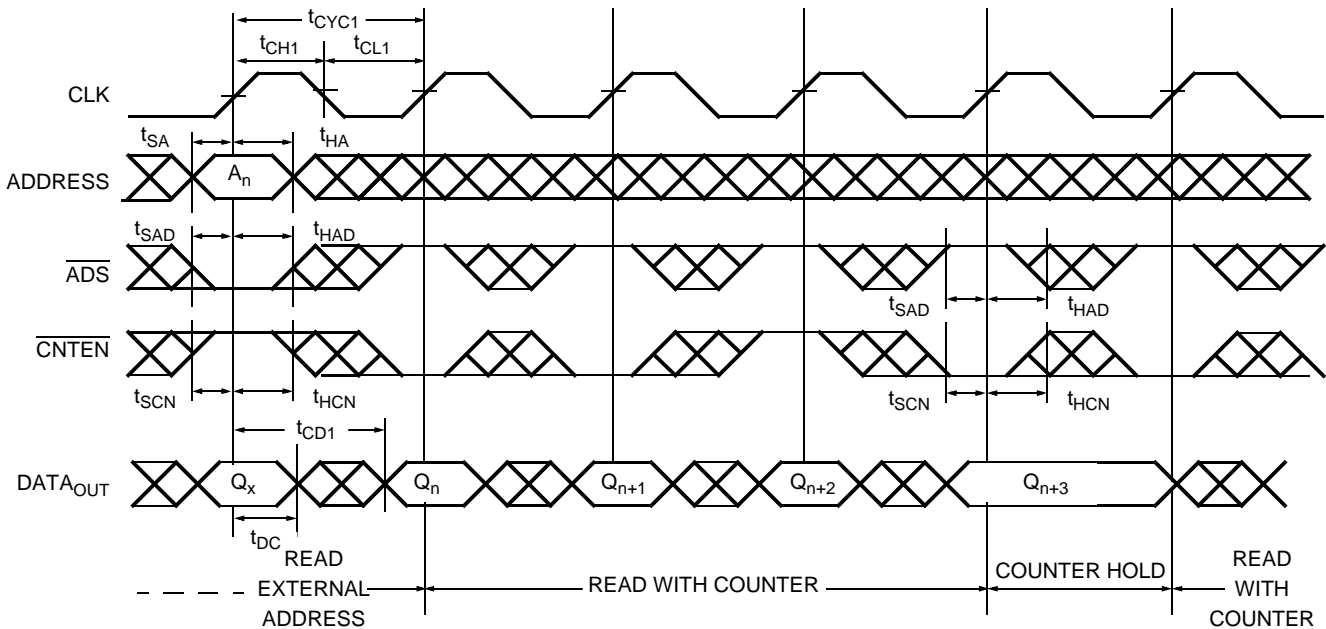 tCYC1
tCH1 tCL1
CLK
tSA tHA
ADDRESS An
tSAD tHAD
ADS
tSAD tHAD
CNTEN
tSCN tHCN tSCN tHCN
tCD1
DATAOUT Qx Qn Qn+1 Qn+2 Qn+3
tDC
READ
EXTERNAL
ADDRESS
READ WITH COUNTER
COUNTER HOLD
READ
WITH
COUNTER